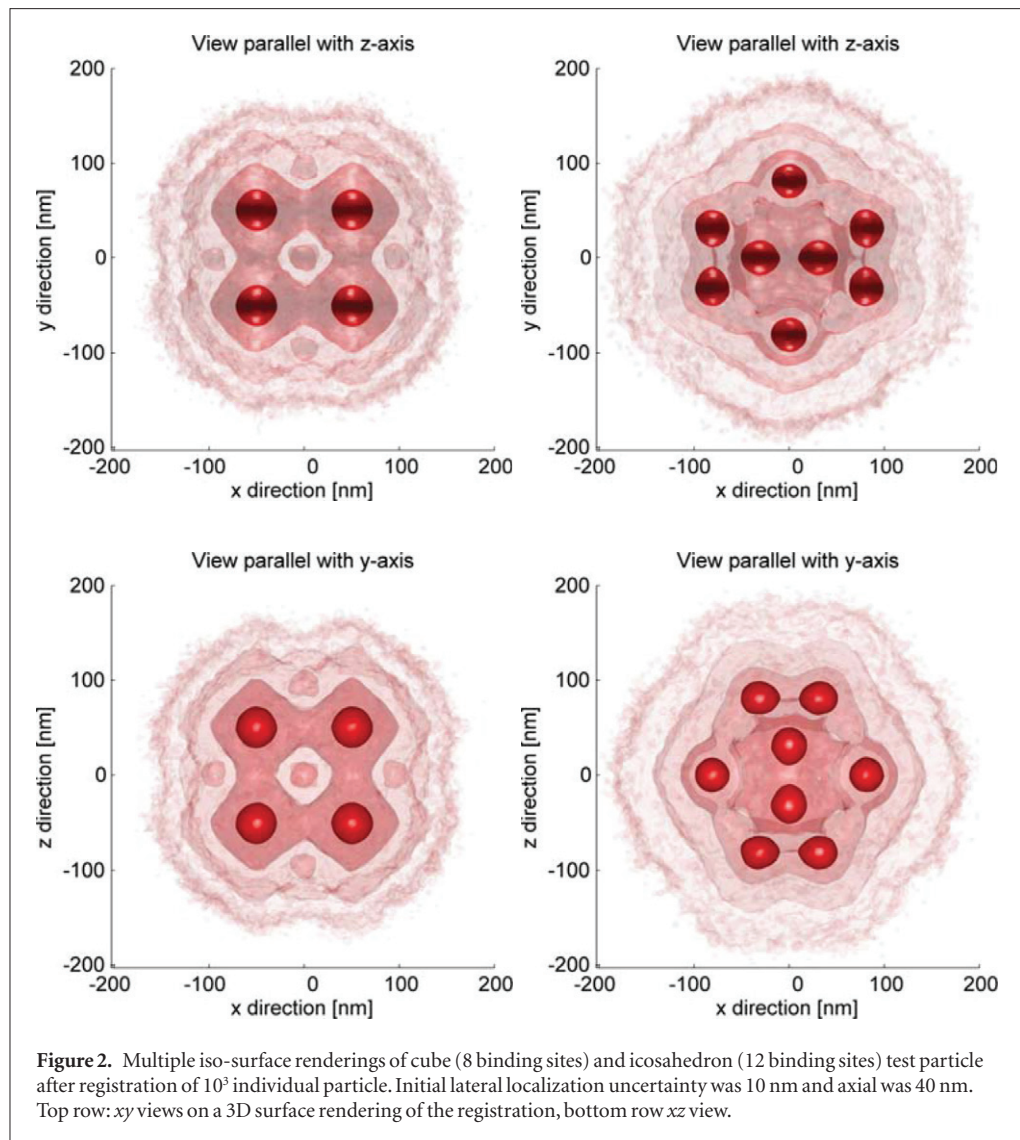 View parallel with z-axis
200
100
0
-100
-200
y direction [nm]
-200 -100 0 100 200
x direction [nm]
View parallel with z-axis
200
100
0
-100
-200
y direction [nm]
-200 -100 0 100 200
x direction [nm]
View parallel with y-axis
200
100
0
-100
-200
z direction [nm]
-200 -100 0 100 200
x direction [nm]
View parallel with y-axis
200
100
0
-100
-200
z direction [nm]
-200 -100 0 100 200
x direction [nm]
Figure 2. Multiple iso-surface renderings of cube (8 binding sites) and icosahedron (12 binding sites) test particle
after registration of 10³ individual particle. Initial lateral localization uncertainty was 10 nm and axial was 40 nm.
Top row: xy views on a 3D surface rendering of the registration, bottom row xz view.